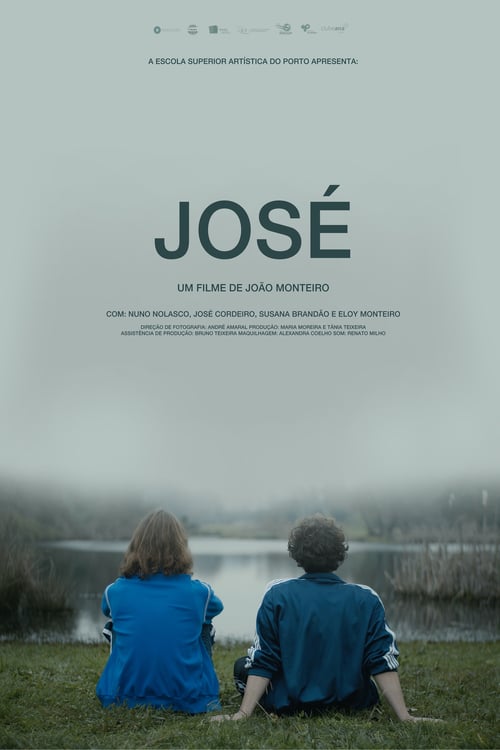 A ESCOLA SUPERIOR ARTÍSTICA DO PORTO APRESENTA:
JOSÉ
UM FILME DE JOÃO MONTEIRO
COM: NUNO NOLASCO, JOSÉ CORDEIRO, SUSANA BRANDÃO E ELOY MONTEIRO
DIREÇÃO DE FOTOGRAFIA: ANDRÉ AMARAL PRODUÇÃO: MARIA MOREIRA E TÂNIA TEIXEIRA
ASSISTÊNCIA DE PRODUÇÃO: BRUNO TEIXEIRA MAQUILHAGEM: ALEXANDRA COELHO SOM: RENATO MILHO